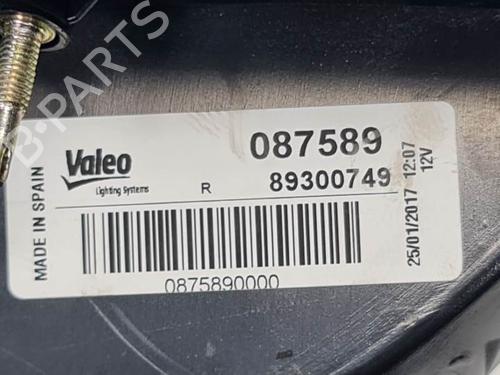 B-PARTS
MADE IN SPAIN
Valeo
Lighting Systems
R
087589
89300749
0875890000
25/01/2017 12:07
12V